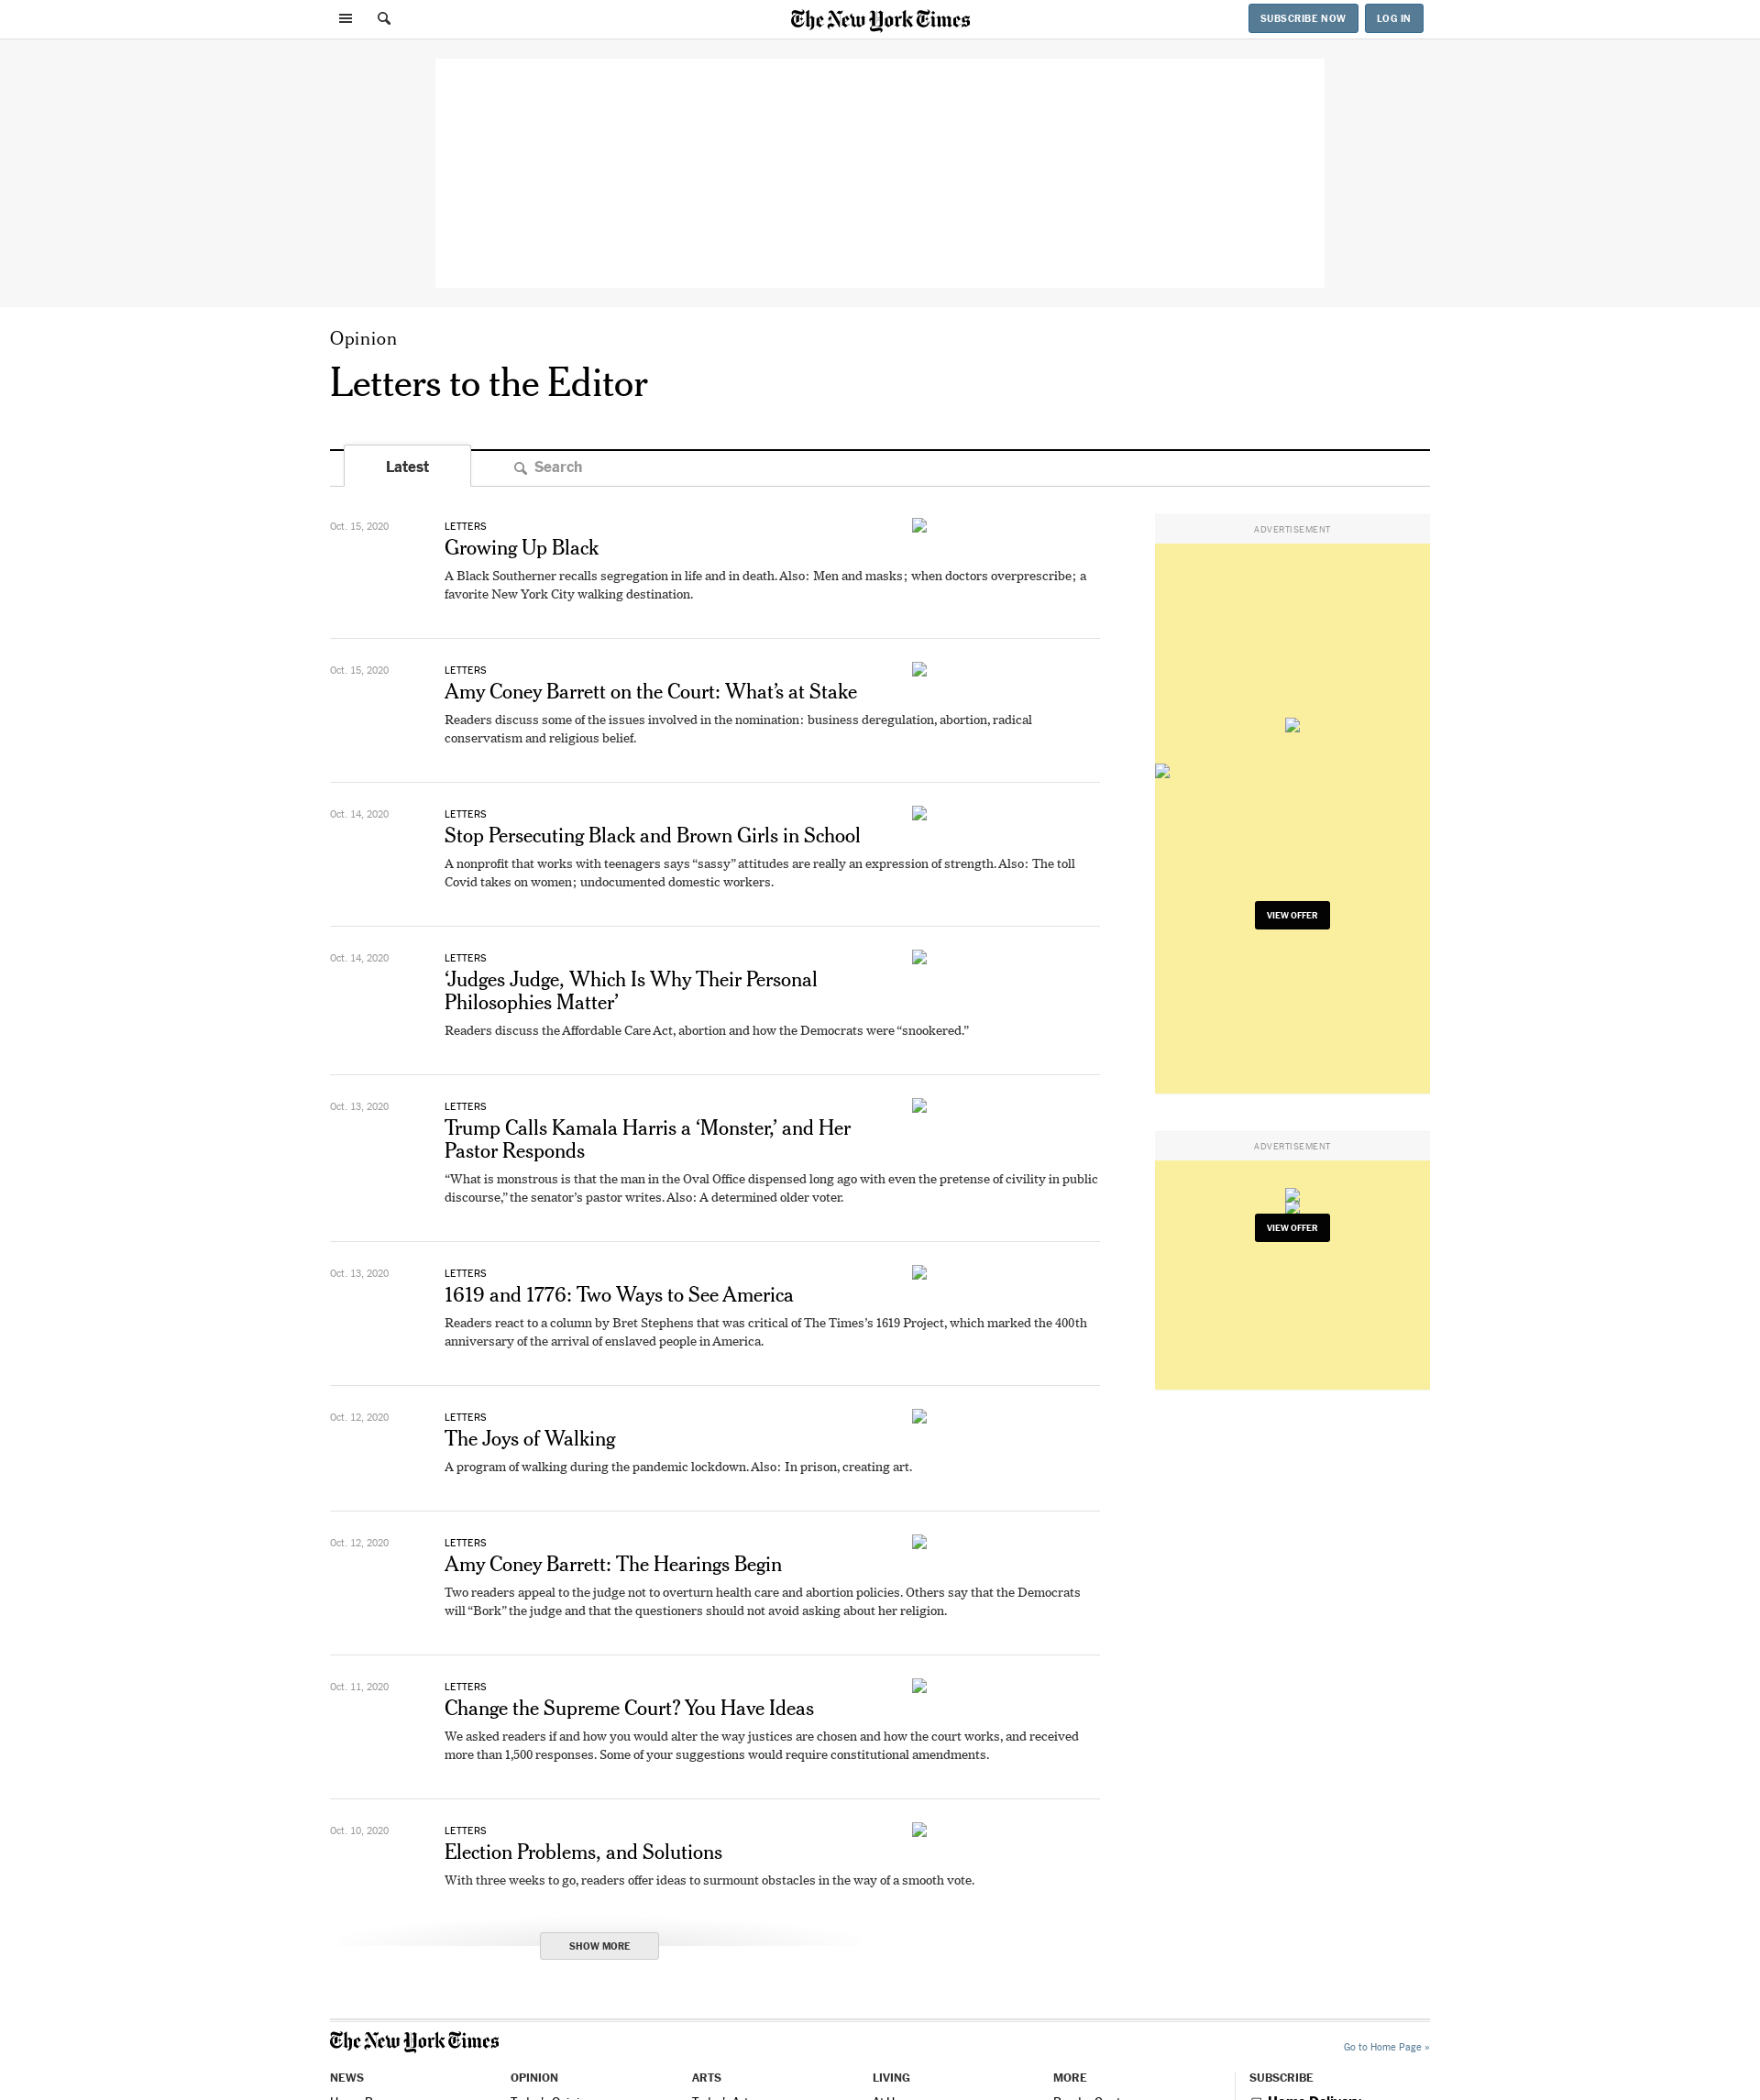 The New York Times
SUBSCRIBE NOW
LOG IN
Opinion
Letters to the Editor
Latest
Search
Oct. 15, 2020
LETTERS
Growing Up Black
A Black Southerner recalls segregation in life and in death. Also: Men and masks; when doctors overprescribe; a
favorite New York City walking destination.
Oct. 15, 2020
LETTERS
Amy Coney Barrett on the Court: What’s at Stake
Readers discuss some of the issues involved in the nomination: business deregulation, abortion, radical
conservatism and religious belief.
Oct. 14, 2020
LETTERS
Stop Persecuting Black and Brown Girls in School
A nonprofit that works with teenagers says “sassy” attitudes are really an expression of strength. Also: The toll
Covid takes on women; undocumented domestic workers.
Oct. 14, 2020
LETTERS
‘Judges Judge, Which Is Why Their Personal
Philosophies Matter’
Readers discuss the Affordable Care Act, abortion and how the Democrats were “snookered.”
Oct. 13, 2020
LETTERS
Trump Calls Kamala Harris a ‘Monster,’ and Her
Pastor Responds
“What is monstrous is that the man in the Oval Office dispensed long ago with even the pretense of civility in public
discourse,” the senator’s pastor writes. Also: A determined older voter.
Oct. 13, 2020
LETTERS
1619 and 1776: Two Ways to See America
Readers react to a column by Bret Stephens that was critical of The Times’s 1619 Project, which marked the 400th
anniversary of the arrival of enslaved people in America.
Oct. 12, 2020
LETTERS
The Joys of Walking
A program of walking during the pandemic lockdown. Also: In prison, creating art.
Oct. 12, 2020
LETTERS
Amy Coney Barrett: The Hearings Begin
Two readers appeal to the judge not to overturn health care and abortion policies. Others say that the Democrats
will “Bork” the judge and that the questioners should not avoid asking about her religion.
Oct. 11, 2020
LETTERS
Change the Supreme Court? You Have Ideas
We asked readers if and how you would alter the way justices are chosen and how the court works, and received
more than 1,500 responses. Some of your suggestions would require constitutional amendments.
Oct. 10, 2020
LETTERS
Election Problems, and Solutions
With three weeks to go, readers offer ideas to surmount obstacles in the way of a smooth vote.
SHOW MORE
ADVERTISEMENT
VIEW OFFER
ADVERTISEMENT
VIEW OFFER
The New York Times
Go to Home Page »
NEWS
OPINION
ARTS
LIVING
MORE
SUBSCRIBE
Home Delivery